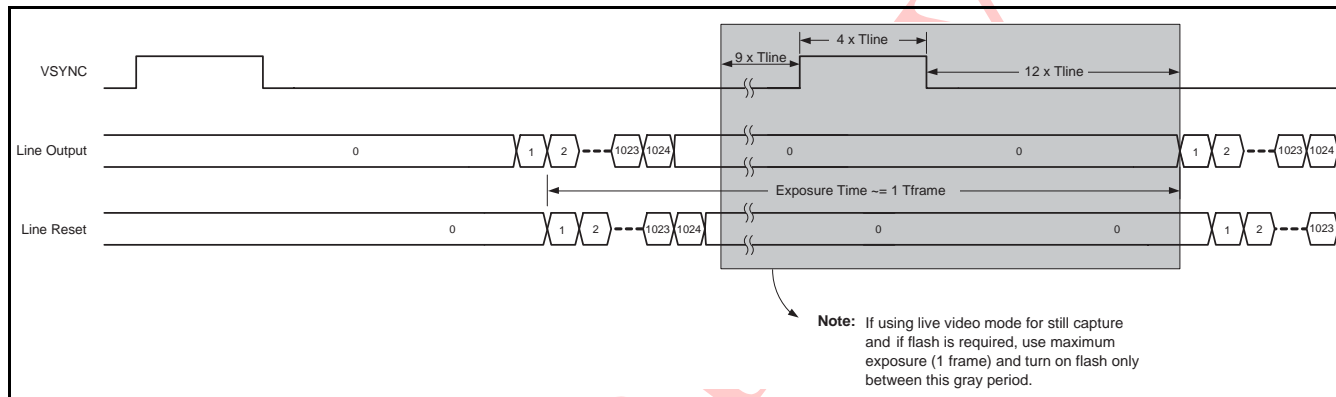 4 x Tline
9 x Tline
VSYNC
12 x Tline
Line Output
0
1
2
1023
1024
0
0
1
2
1023
1024
Exposure Time ~= 1 Tframe
Line Reset
0
1
2
1023
1024
0
0
1
2
1023
Note: If using live video mode for still capture
and if flash is required, use maximum
exposure (1 frame) and turn on flash only
between this gray period.